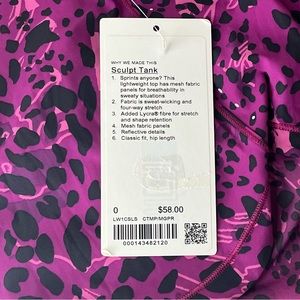 WHY WE MADE THIS
Sculpt Tank
1. Sprints anyone? This
lightweight top has mesh fabric
panels for breathability in
sweaty situations
2. Fabric is sweat-wicking and
four-way stretch
3. Added Lycra® fibre for stretch
and shape retention
4. Mesh fabric panels
5. Reflective details
6. Classic fit, hip length
0 $58.00
LW1CSLS CTMP/MGPR
000143482120